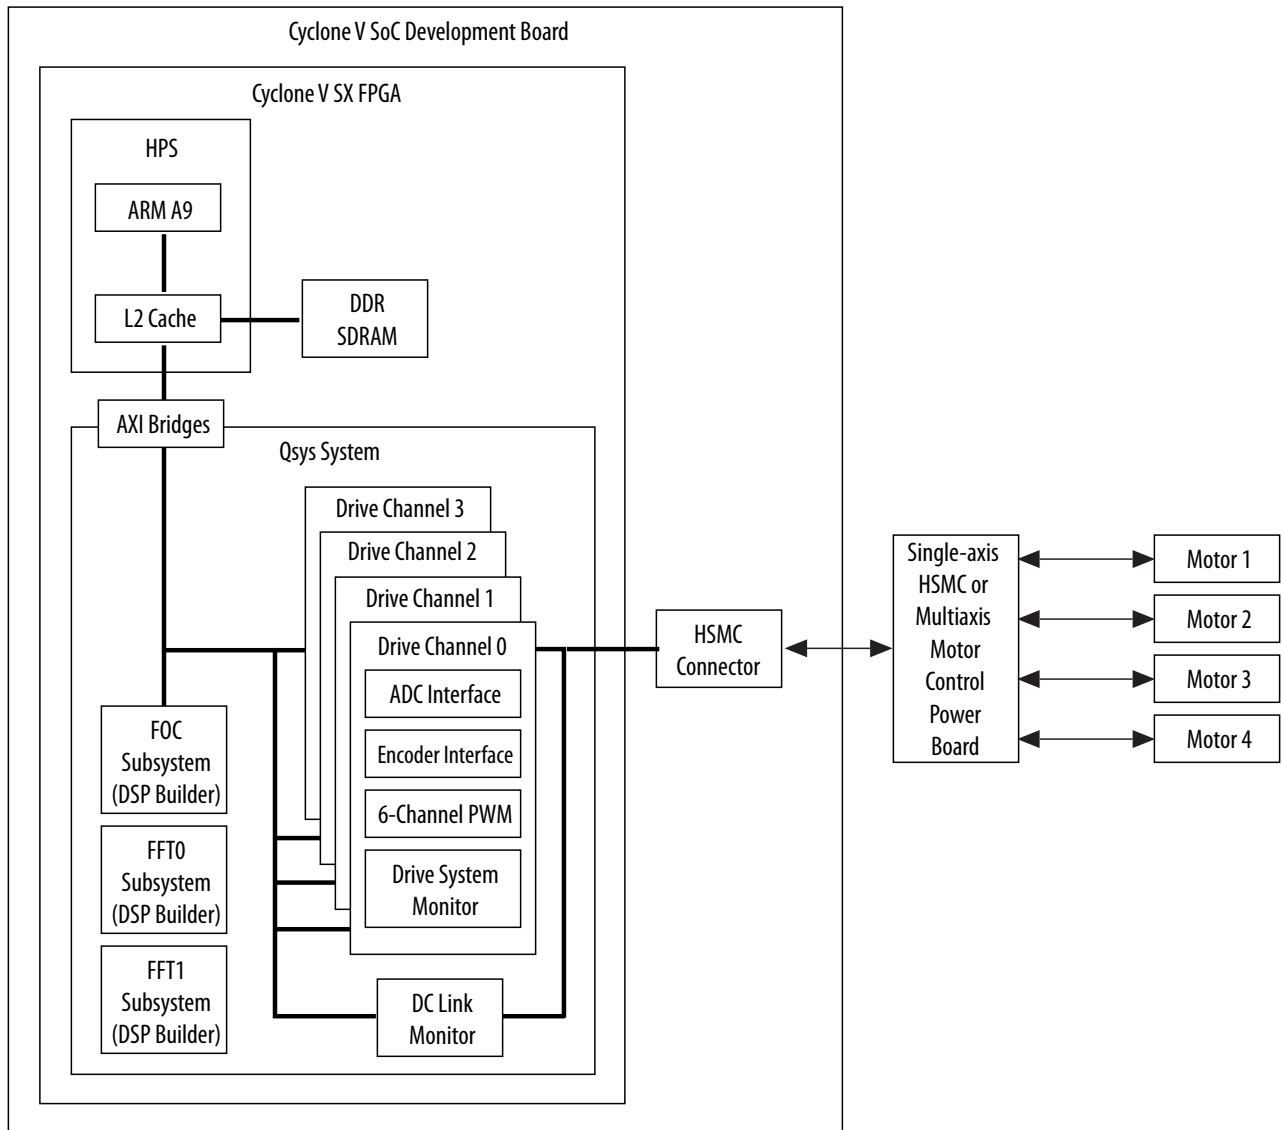 Cyclone V SoC Development Board
Cyclone V SX FPGA
HPS
ARM A9
L2 Cache
DDR
SDRAM
AXI Bridges
Qsys System
Drive Channel 3
Drive Channel 2
Drive Channel 1
Drive Channel 0
ADC Interface
Encoder Interface
6-Channel PWM
Drive System
Monitor
FOC
Subsystem
(DSP Builder)
FFT0
Subsystem
(DSP Builder)
FFT1
Subsystem
(DSP Builder)
DC Link
Monitor
HSMC
Connector
Single-axis
HSMC or
Multiaxis
Motor
Control
Power
Board
Motor 1
Motor 2
Motor 3
Motor 4